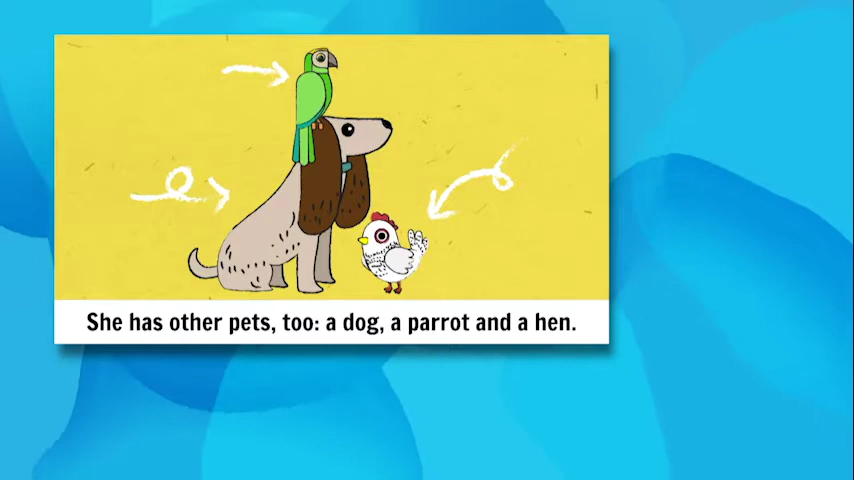 She has other pets, too: a dog, a parrot and a hen.